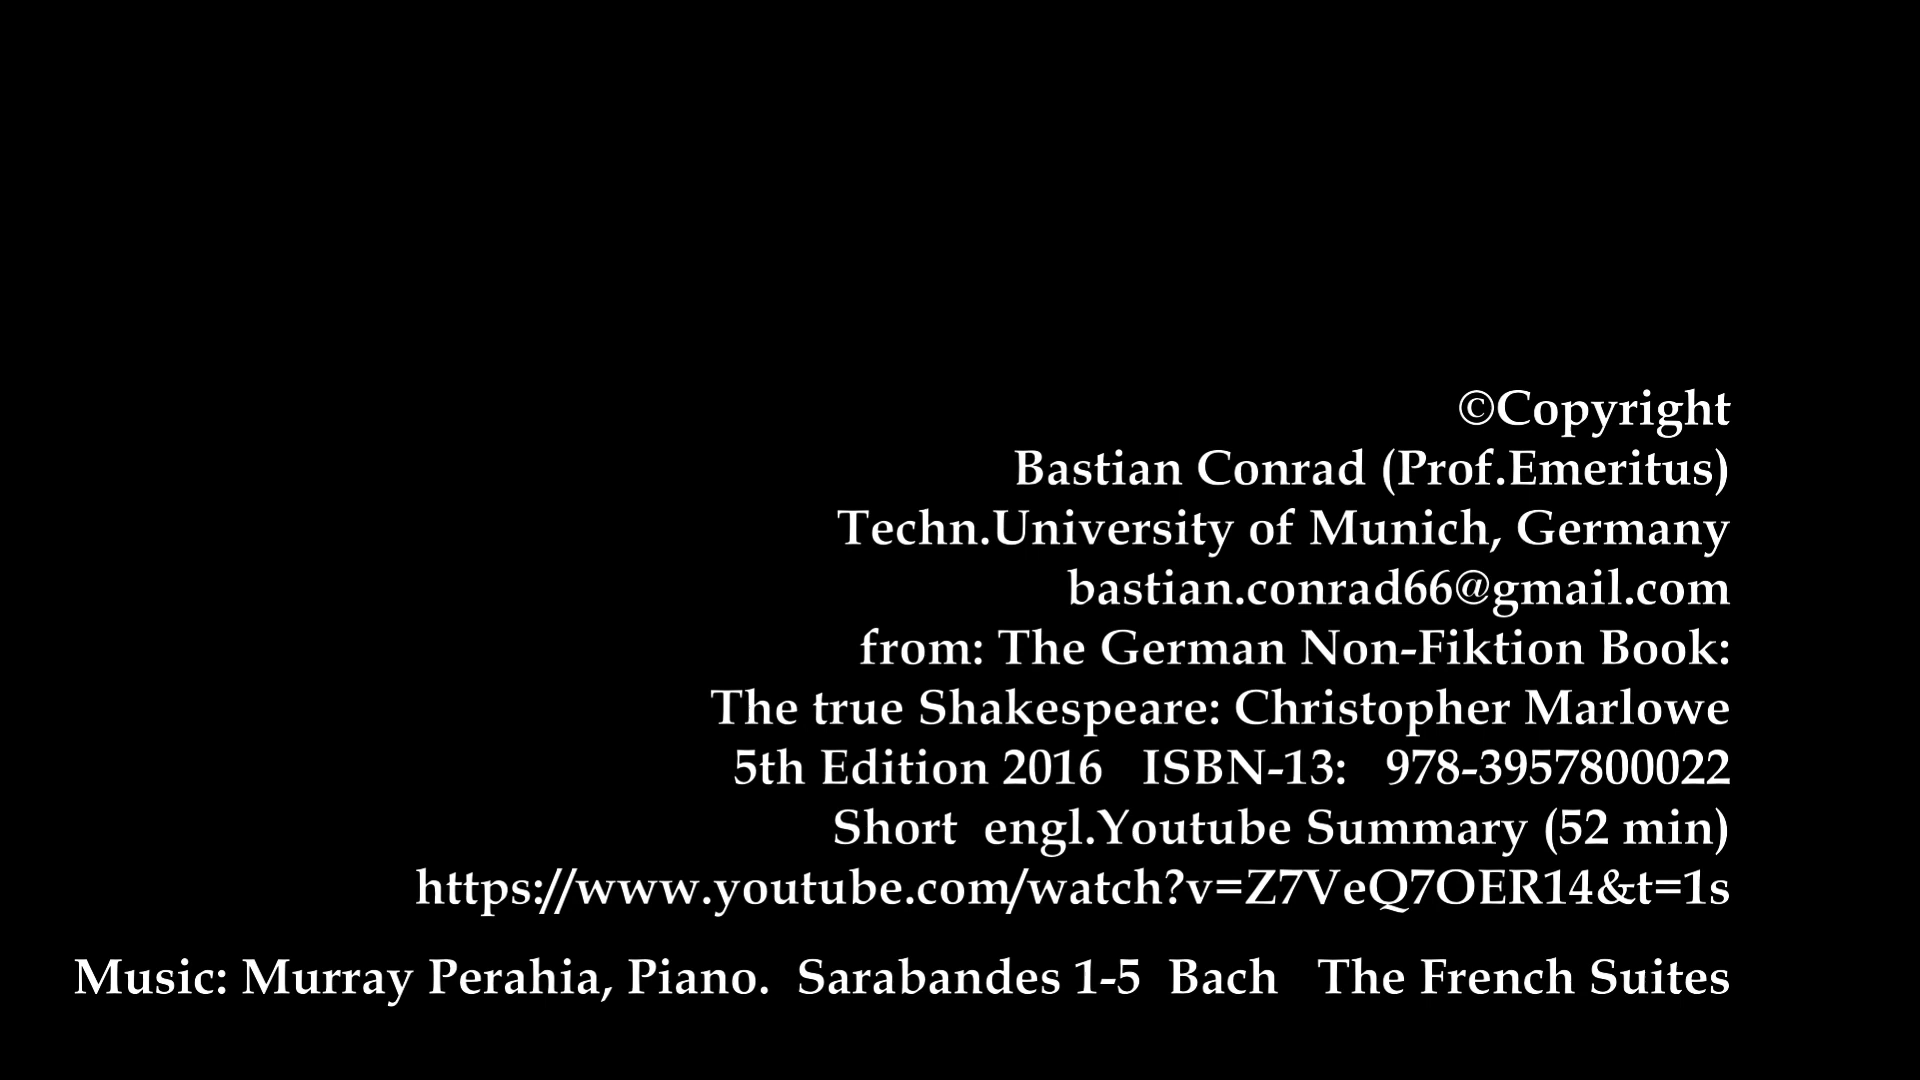 ©Copyright
Bastian Conrad (Prof.Emeritus)
Techn.University of Munich, Germany
bastian.conrad66@gmail.com
from: The German Non-Fiktion Book:
The true Shakespeare: Christopher Marlowe
5th Edition 2016 ISBN-13: 978-3957800022
Short engl.Youtube Summary (52 min)
https://www.youtube.com/watch?v=Z7VeQ7OER14&t=1s
Music: Murray Perahia, Piano. Sarabandes 1-5 Bach The French Suites